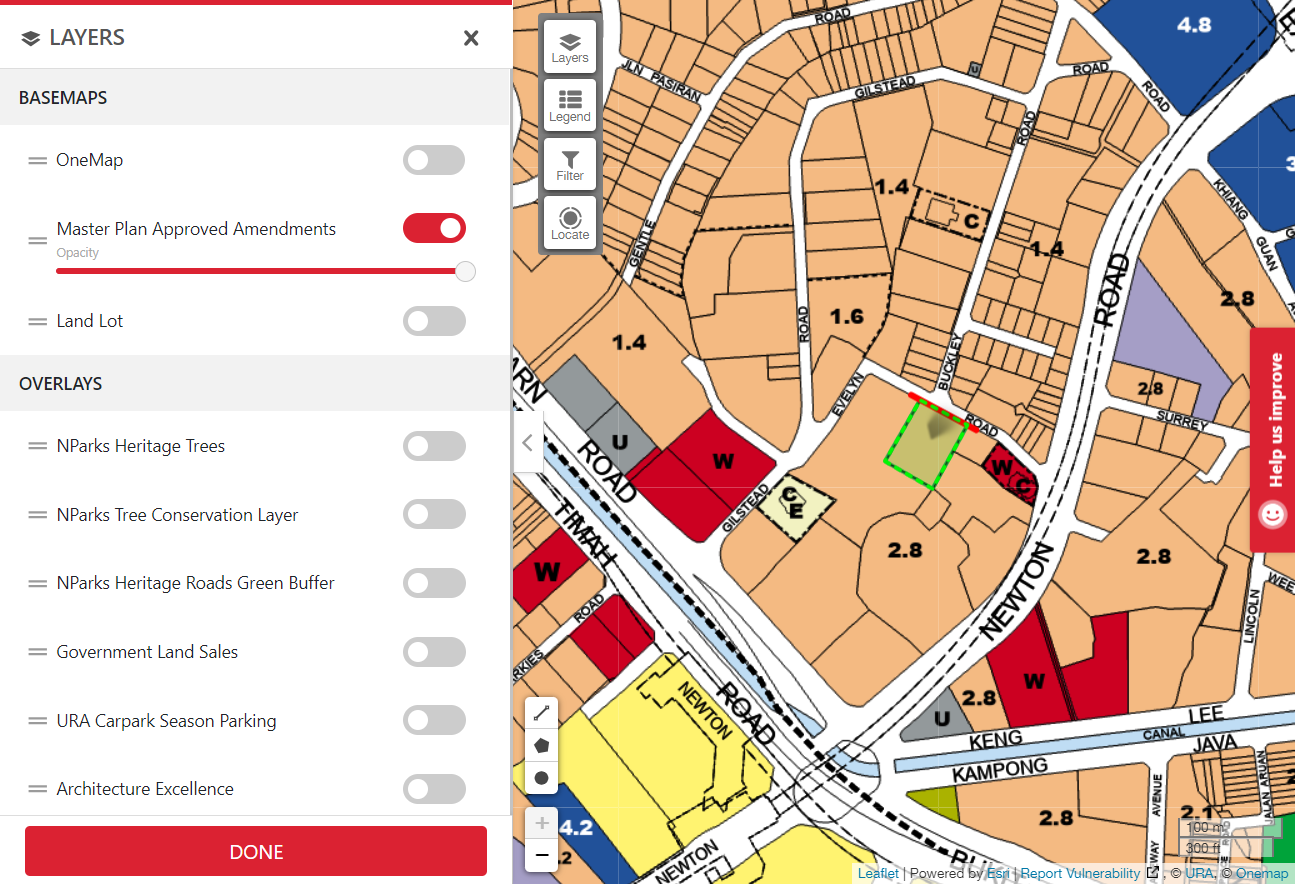 LAYERS
BASEMAPS
OneMap
Master Plan Approved Amendments
Opacity
Land Lot
OVERLAYS
NParks Heritage Trees
NParks Tree Conservation Layer
NParks Heritage Roads Green Buffer
Government Land Sales
URA Carpark Season Parking
Architecture Excellence
DONE
Layers
Legend
Filter
Locate
ROAD
4.8
JLN PASIRAN
GILSTEAD
U
ROAD
ROAD
ROAD
1.4
C
KHIANG
GUAN
GENTLE
1.4
ROAD
2.8
1.6
ROAD
1.4
BUCKLEY
2.8
SURREY
EVELYN
ROAD
ARN
U
ROAD
W
W
C
GILSTEAD
C
E
TIMAH
W
2.8
2.8
NEWTON
ROAD
LINCOLN
WEE
RKIES
W
2.8
U
NEWTON
ROAD
LEE
KENG
CANAL
JAVA
KAMPONG
AVENUE
JALAN ARUAN
2.8
2.1
4.2
NEWTON
100 m
300 ft
Help us improve
Leaflet | Powered by Esri | Report Vulnerability, © URA, © Onemap